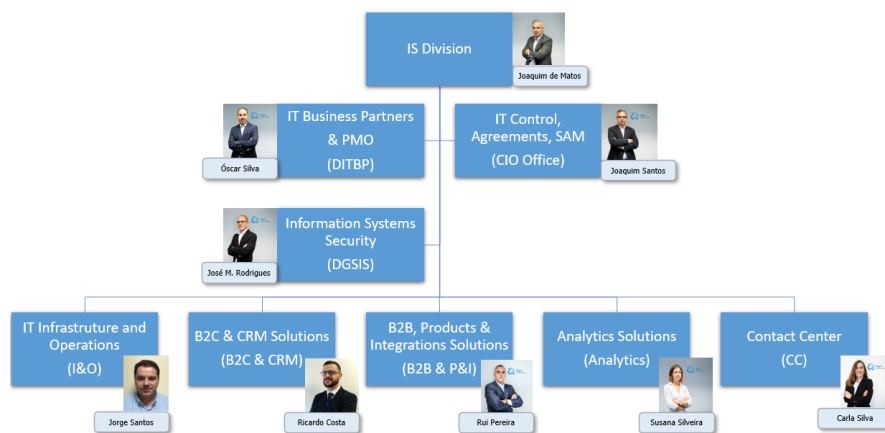 IS Division
Joaquim de Matos
IT Business Partners
& PMO
(DITBP)
Óscar Silva
IT Control,
Agreements, SAM
(CIO Office)
Joaquim Santos
Information Systems
Security
(DGSIS)
José M. Rodrigues
IT Infrastruture and
Operations
(I&O)
Jorge Santos
B2C & CRM Solutions
(B2C & CRM)
Ricardo Costa
B2B, Products &
Integrations Solutions
(B2B & P&I)
Rui Pereira
Analytics Solutions
(Analytics)
Susana Silveira
Contact Center
(CC)
Carla Silva